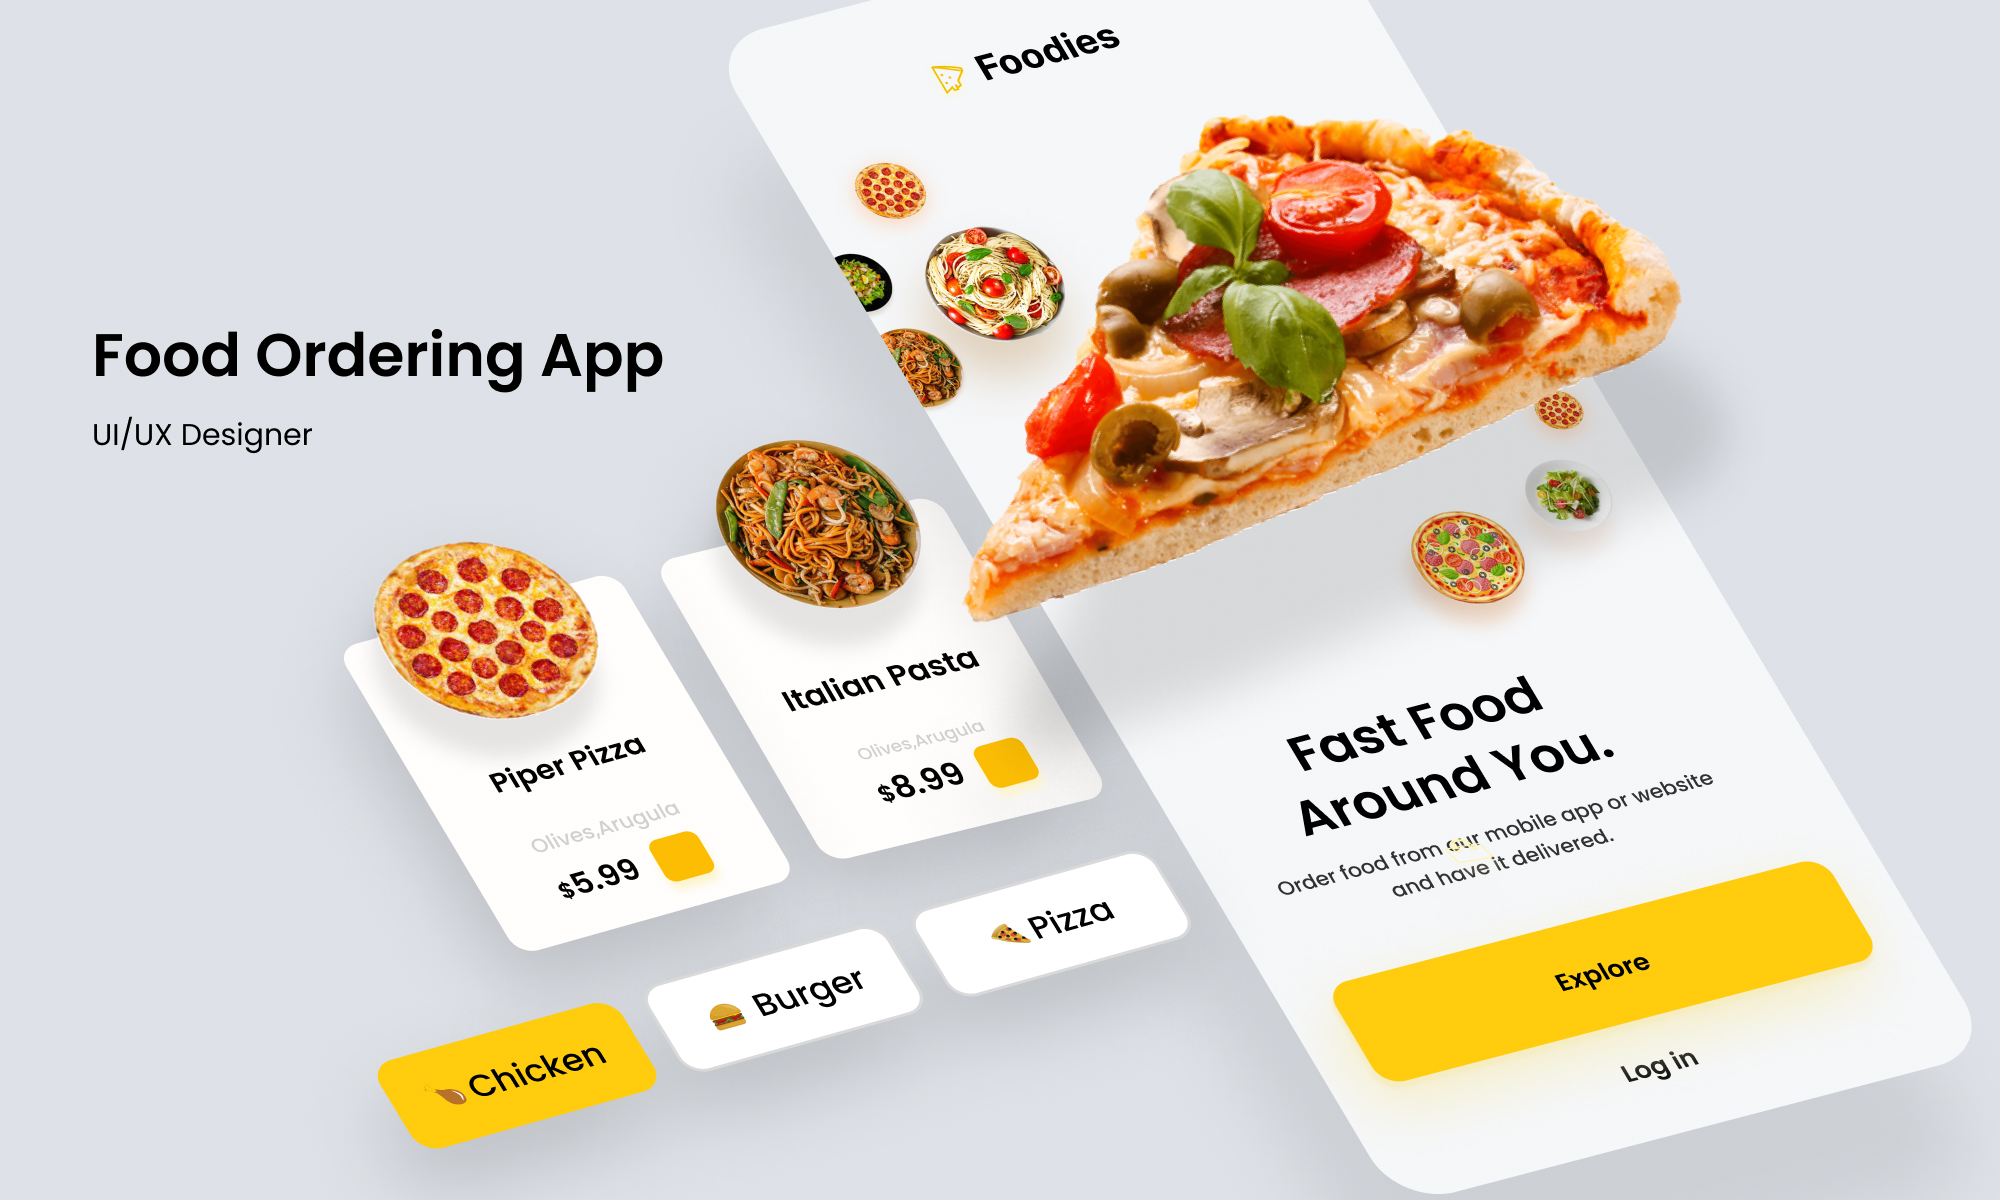 Foodies
Food Ordering App
UI/UX Designer
Italian Pasta
Olives,Arugula
$8.99
Piper Pizza
Olives,Arugula
$5.99
Fast Food
Around You.
Order food from our mobile app or website
and have it delivered.
Pizza
Burger
Chicken
Explore
Log in